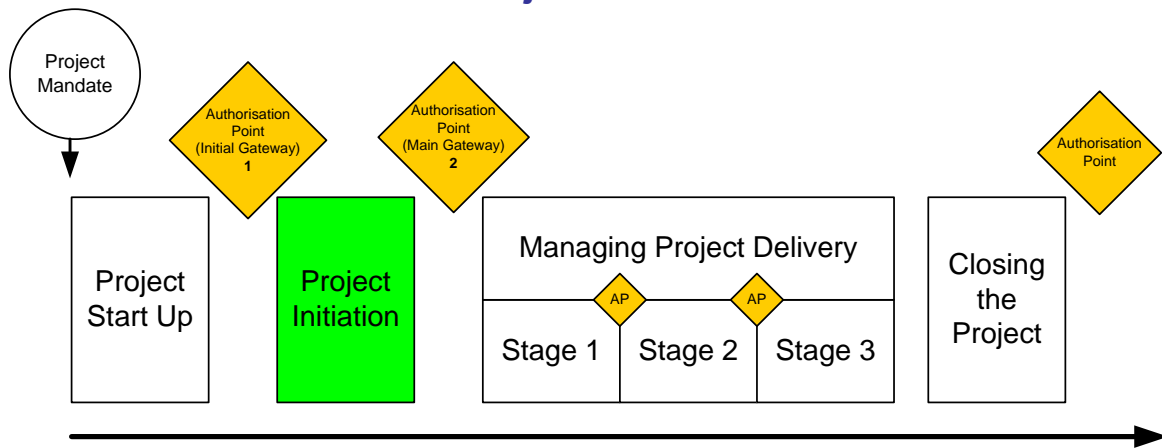 Project
Mandate
Authorisation
Point
(Initial Gateway)
1
Authorisation
Point
(Main Gateway)
2
Authorisation
Point
Project
Start Up
Project
Initiation
Managing Project Delivery
AP
AP
Stage 1
Stage 2
Stage 3
Closing
the
Project